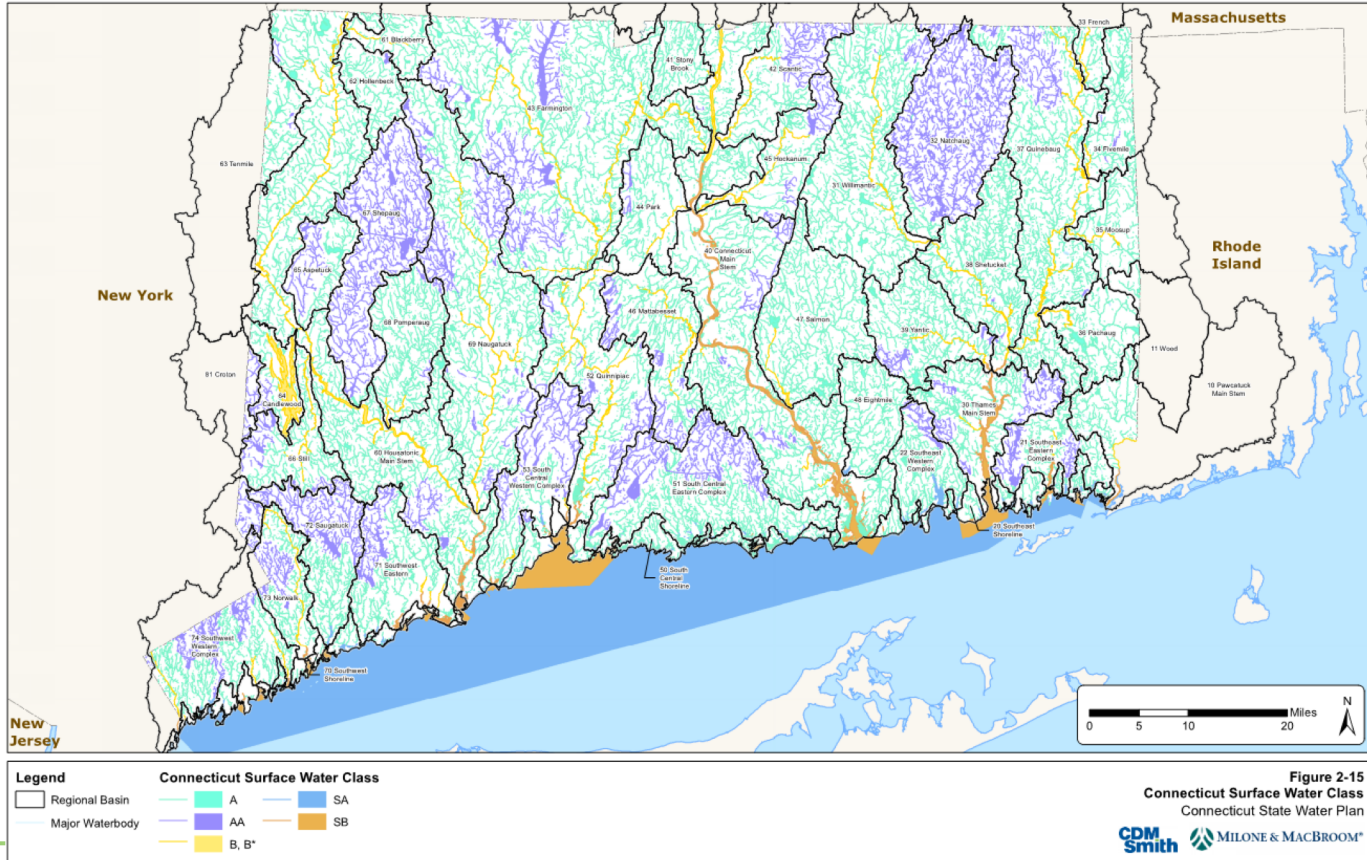 Massachusetts
33 French
61 Blackberry
41 Stony
Brook
42 Scantic
62 Hollenbeck
43 Farmington
32 Natchaug
37 Quinebaug
34 Fivemile
63 Tenmile
45 Hockanum
31 Willimantic
44 Park
67 Shepaug
35 Moosup
40 Connecticut
Main
Stem
Rhode
Island
38 Shetucket
65 Aspetuck
New York
46 Mattabesset
47 Salmon
68 Pomperaug
39 Yantic
36 Pachaug
69 Naugatuck
11 Wood
81 Croton
52 Quinnipiac
10 Pawcatuck
Main Stem
64
Candlewood
48 Eightmile
30 Thames
Main Stem
66 Still
60 Housatonic
Main Stem
53 South
Central
Western Complex
51 South Central
Eastern Complex
22 Southeast
Western
Complex
21 Southeast
Eastern
Complex
72 Saugatuck
20 Southeast
Shoreline
71 Southwest
Eastern
50 South
Central
Shoreline
73 Norwalk
74 Southwest
Western
Complex
70 Southwest
Shoreline
New
Jersey
N
Miles
0 5 10 20
Legend
Regional Basin
Major Waterbody
Connecticut Surface Water Class
A
AA
B, B*
SA
SB
Figure 2-15
Connecticut Surface Water Class
Connecticut State Water Plan
CDM
Smith
MILONE & MACBROOM®